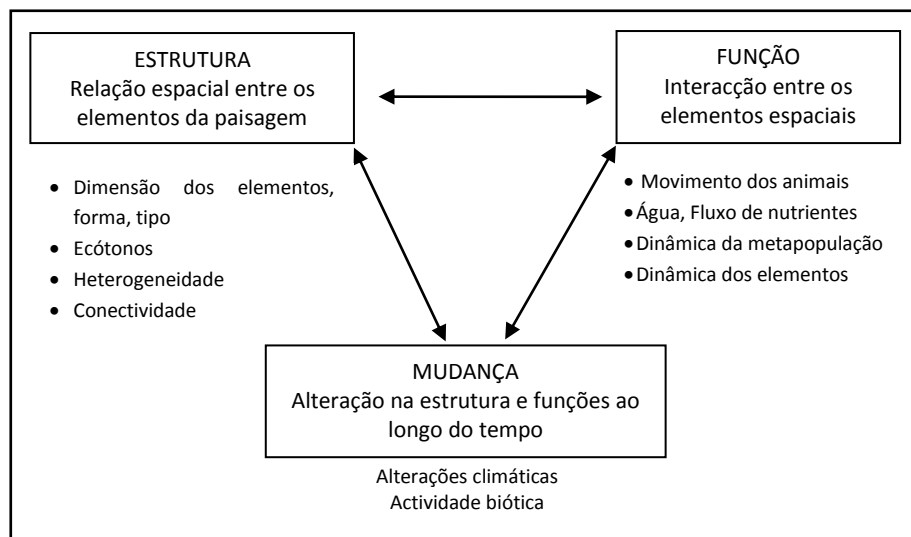 ESTRUTURA
Relação espacial entre os
elementos da paisagem
FUNÇÃO
Interacção entre os
elementos espaciais
• Dimensão dos elementos,
forma, tipo
• Ecótonos
• Heterogeneidade
• Conectividade
• Movimento dos animais
• Água, Fluxo de nutrientes
• Dinâmica da metapopulação
• Dinâmica dos elementos
MUDANÇA
Alteração na estrutura e funções ao
longo do tempo
Alterações climáticas
Actividade biótica